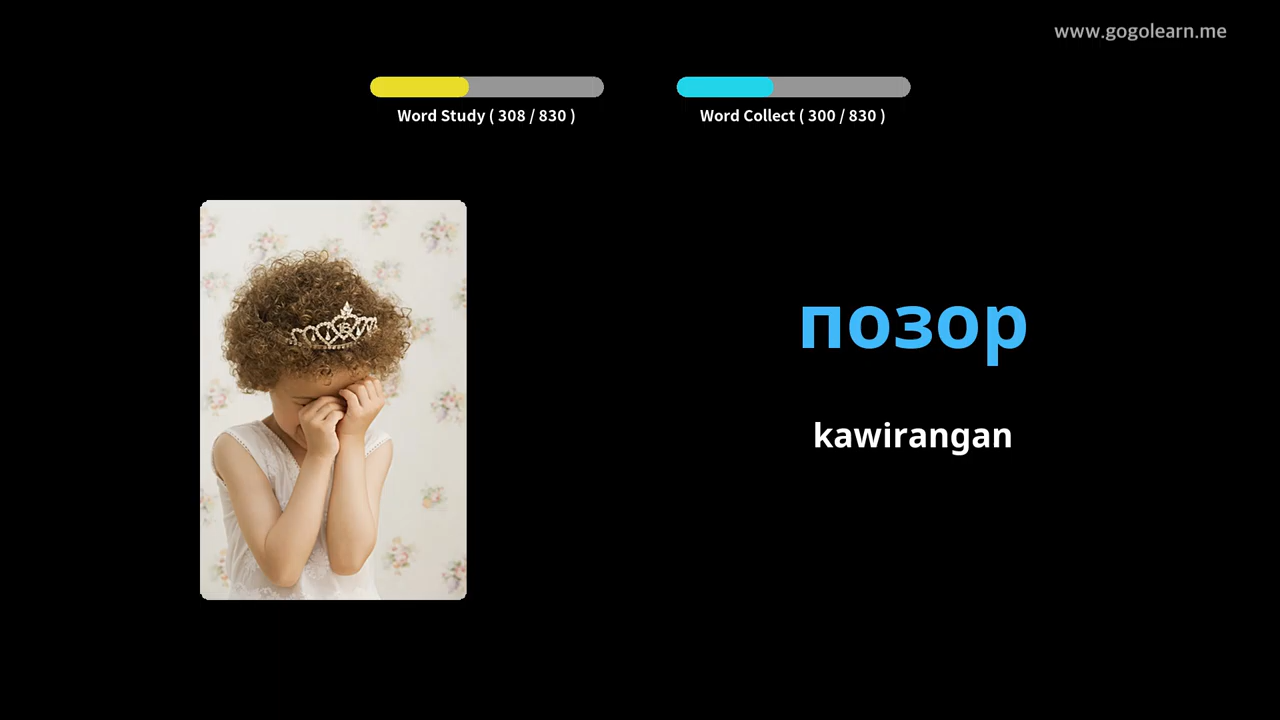 www.gogolearn.me
Word Study ( 308 / 830 )
Word Collect ( 300 / 830 )
позор
kawirangan